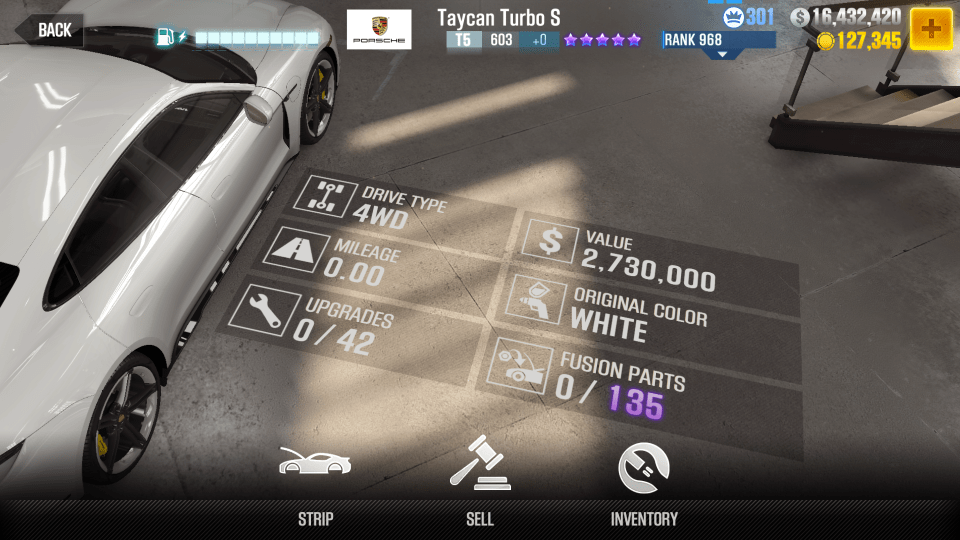 BACK
PORSCHE
Taycan Turbo S
T5 603 +0
RANK 968
301
16,432,420
127,345
DRIVE TYPE
4WD
MILEAGE
0.00
UPGRADES
0 / 42
VALUE
2,730,000
ORIGINAL COLOR
WHITE
FUSION PARTS
0 / 135
STRIP
SELL
INVENTORY